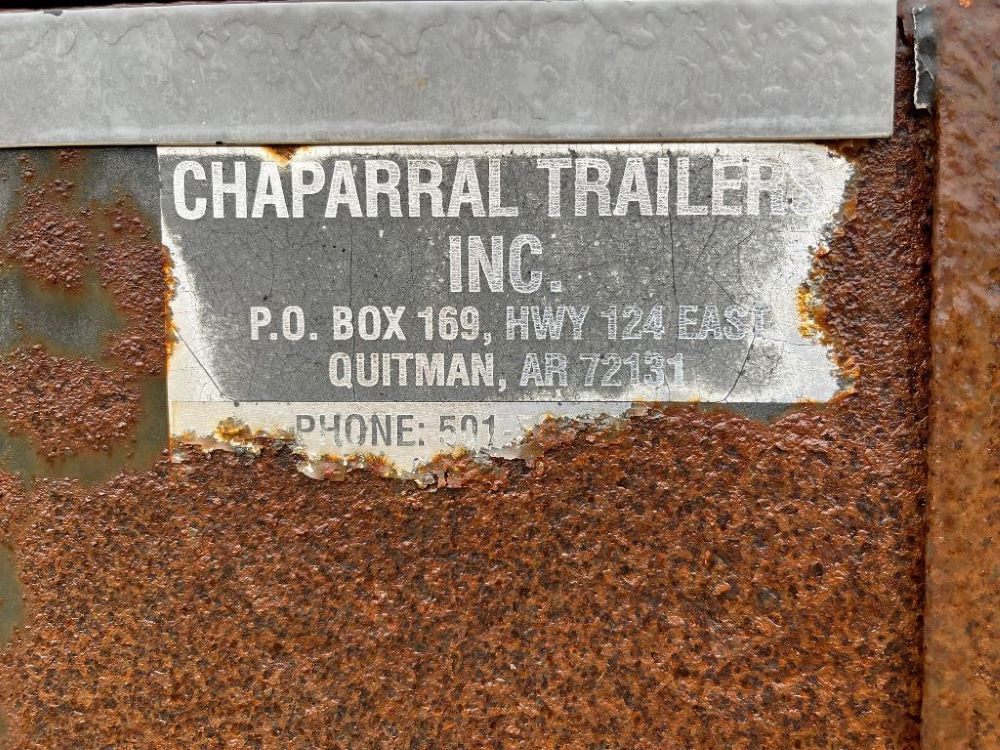 CHAPARRAL TRAILERS
INC.
P.O. BOX 169, HWY 124 EAST
QUITMAN, AR 72131
PHONE: 501